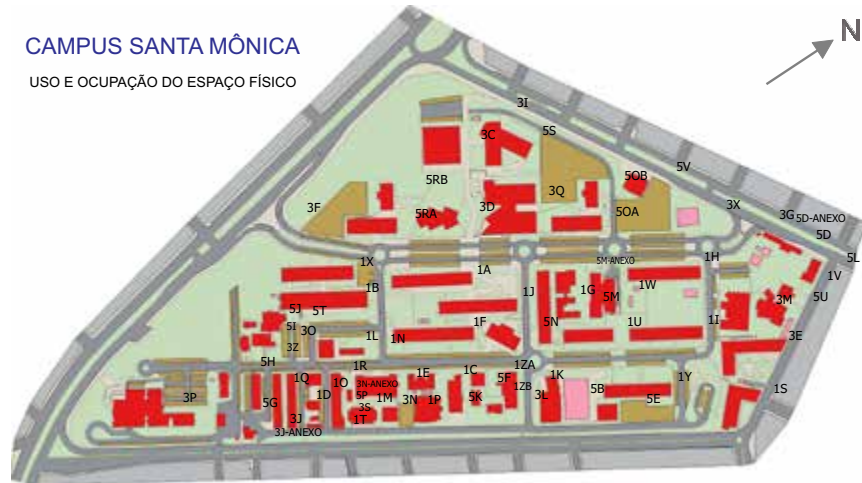 CAMPUS SANTA MÔNICA
N
USO E OCUPAÇÃO DO ESPAÇO FÍSICO
3I
3C
5S
5V
5RB
3Q
5OB
3F
5RA
3D
5OA
3X
3G
5D-ANEXO
5D
1X
1A
5M-ANEXO
1H
5L
1B
1J
1G
5M
1W
1V
5U
3M
5J
5T
5I
3O
3Z
1L
1N
1F
5N
1U
1I
3E
5H
1R
1ZA
1Q
1O
3N-ANEXO
1E
1C
5F
1K
1Y
5G
1D
5P
1M
3N
1P
5K
1ZB
3L
5B
5E
1S
3P
3S
3J
1T
3J-ANEXO